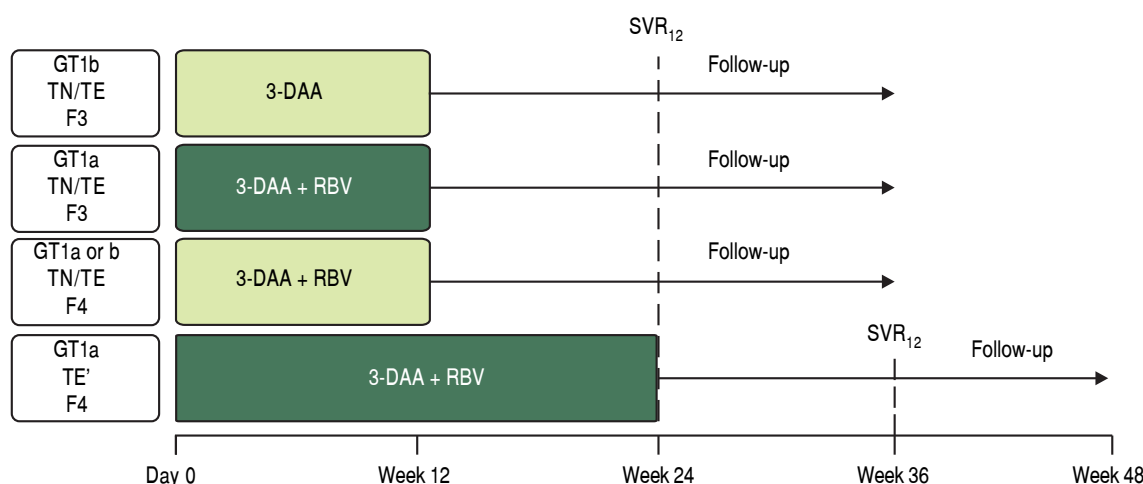 SVR12
GT1b
TN/TE
F3
3-DAA
Follow-up
GT1a
TN/TE
F3
3-DAA + RBV
Follow-up
GT1a or b
TN/TE
F4
3-DAA + RBV
Follow-up
GT1a
TE'
F4
3-DAA + RBV
SVR12
Follow-up
Day 0
Week 12
Week 24
Week 36
Week 48